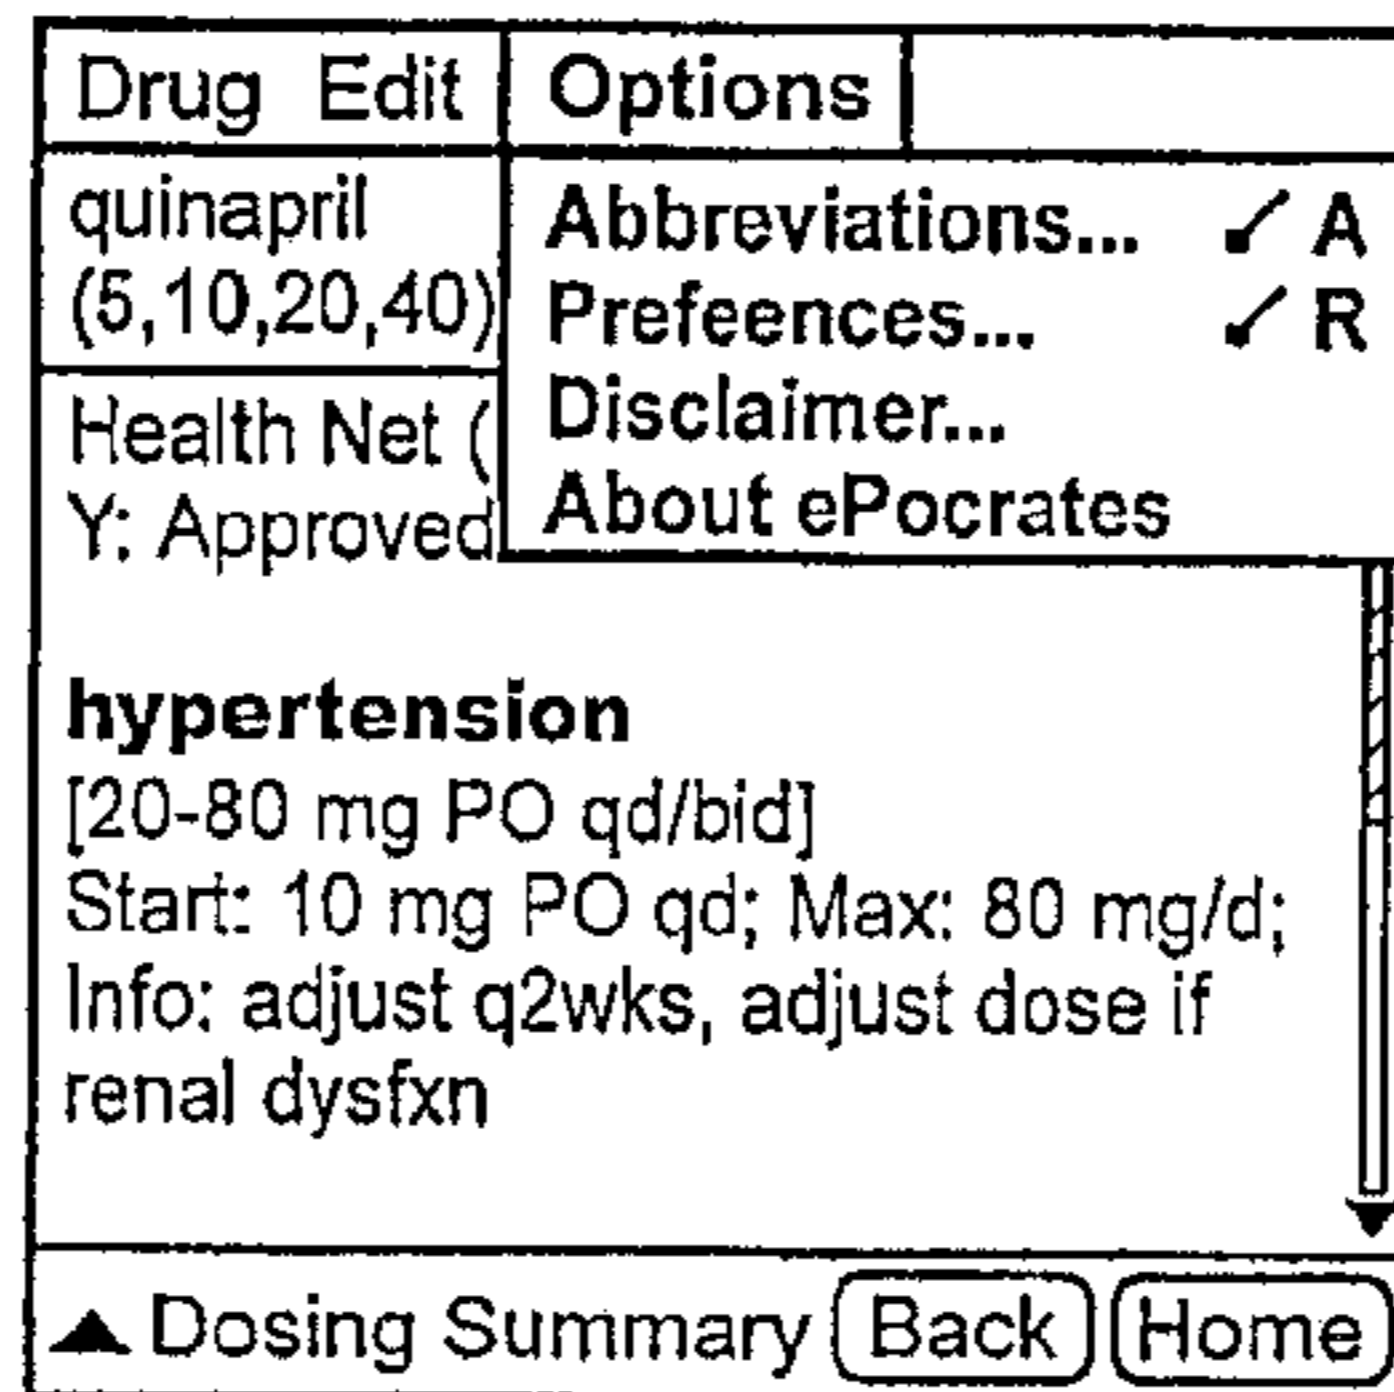 Drug Edit Options
quinapril
(5,10,20,40)
Abbreviations... A
Prefeences... R
Disclaimer...
About ePocrates
Health Net (
Y: Approved
hypertension
[20-80 mg PO qd/bid]
Start: 10 mg PO qd; Max: 80 mg/d;
Info: adjust q2wks, adjust dose if
renal dysfxn
Dosing Summary Back Home